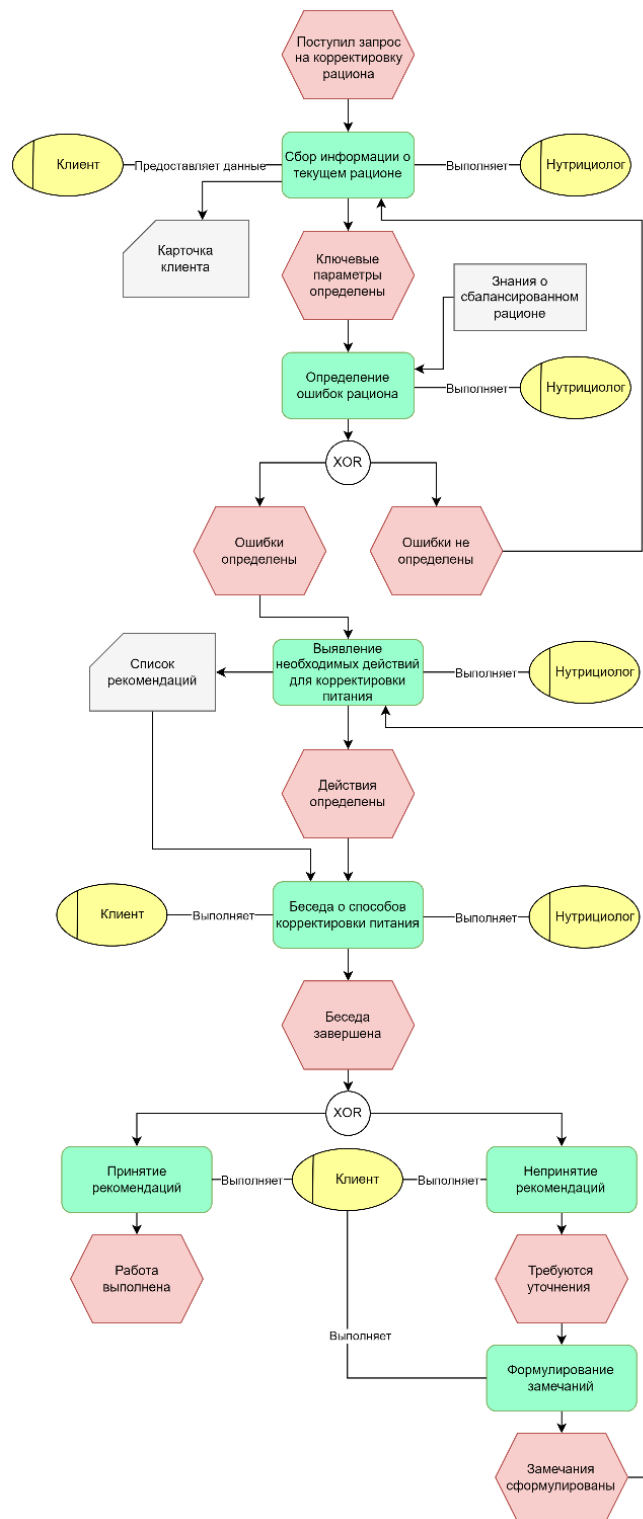 Поступил запрос
на корректировку
рациона
Клиент
Предоставляет данные
Сбор информации о
текущем рационе
Выполняет
Нутрициолог
Карточка
клиента
Ключевые
параметры
определены
Знания о
сбалансированном
рационе
Определение
ошибок рациона
Выполняет
Нутрициолог
XOR
Ошибки
определены
Ошибки не
определены
Список
рекомендаций
Выявление
необходимых действий
для корректировки
питания
Выполняет
Нутрициолог
Действия
определены
Клиент
Выполняет
Беседа о способов
корректировки питания
Выполняет
Нутрициолог
Беседа
завершена
XOR
Принятие
рекомендаций
Выполняет
Клиент
Выполняет
Непринятие
рекомендаций
Работа
выполнена
Требуются
уточнения
Выполняет
Формулирование
замечаний
Замечания
сформулированы